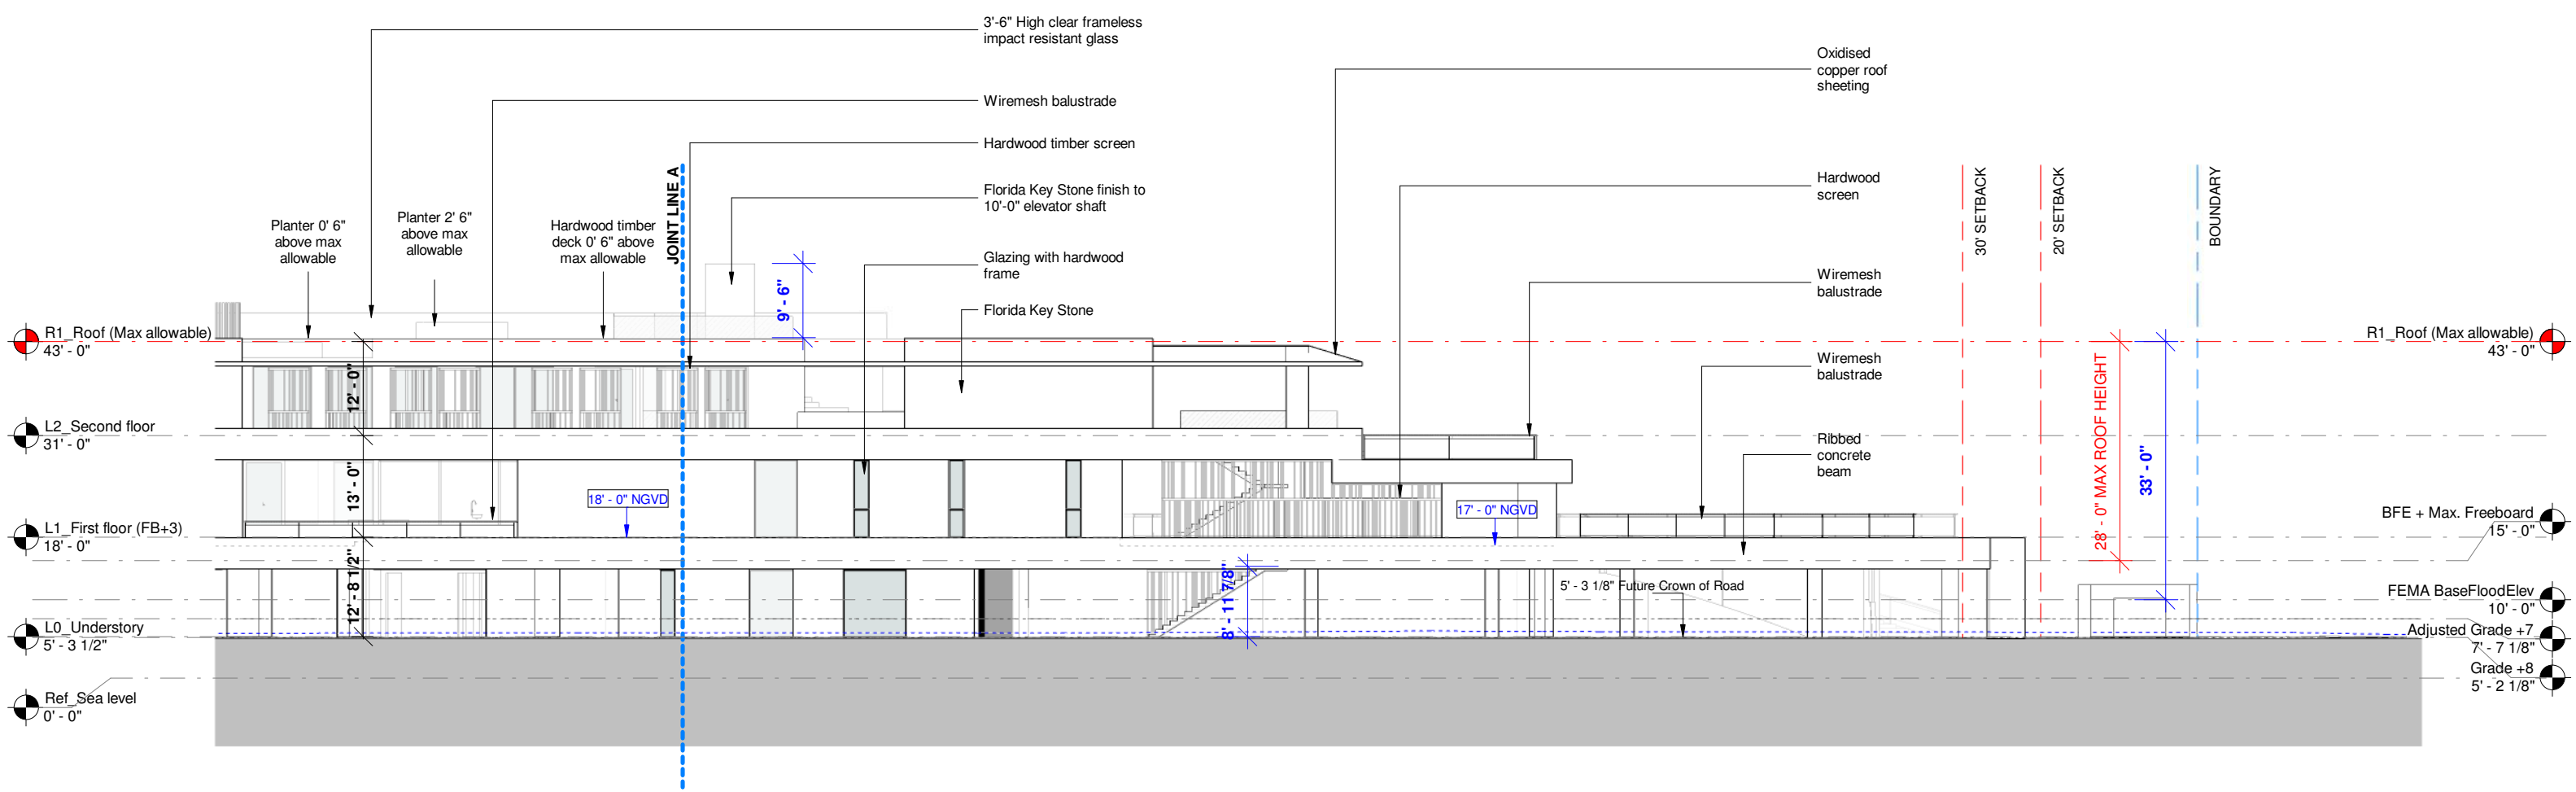 3'-6" High clear frameless
impact resistant glass
Wiremesh balustrade
Hardwood timber screen
Florida Key Stone finish to
10'-0" elevator shaft
Glazing with hardwood
frame
Florida Key Stone
Oxidised
copper roof
sheeting
Hardwood
screen
Wiremesh
balustrade
Wiremesh
balustrade
Ribbed
concrete
beam
Planter 0' 6"
above max
allowable
Planter 2' 6"
above max
allowable
Hardwood timber
deck 0' 6" above
max allowable
JOINT LINE A
9' - 6"
30' SETBACK
20' SETBACK
BOUNDARY
R1_Roof (Max allowable)
43' - 0"
L2_Second floor
31' - 0"
L1_First floor (FB+3)
18' - 0"
L0_Understory
5' - 3 1/2"
Ref_Sea level
0' - 0"
12' - 0"
13' - 0"
12' - 8 1/2"
18' - 0" NGVD
17' - 0" NGVD
8' - 11 7/8"
5' - 3 1/8" Future Crown of Road
28' - 0" MAX ROOF HEIGHT
33' - 0"
R1_Roof (Max allowable)
43' - 0"
BFE + Max. Freeboard
15' - 0"
FEMA BaseFloodElev
10' - 0"
Adjusted Grade +7
7' - 7 1/8"
Grade +8
5' - 2 1/8"